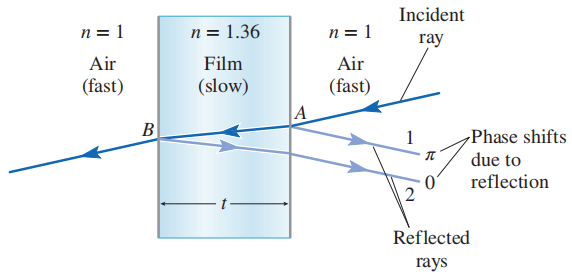 n = 1
Air
(fast)
n = 1.36
Film
(slow)
n = 1
Air
(fast)
Incident
ray
A
B
1
π
0
2
Phase shifts
due to
reflection
t
Reflected
rays